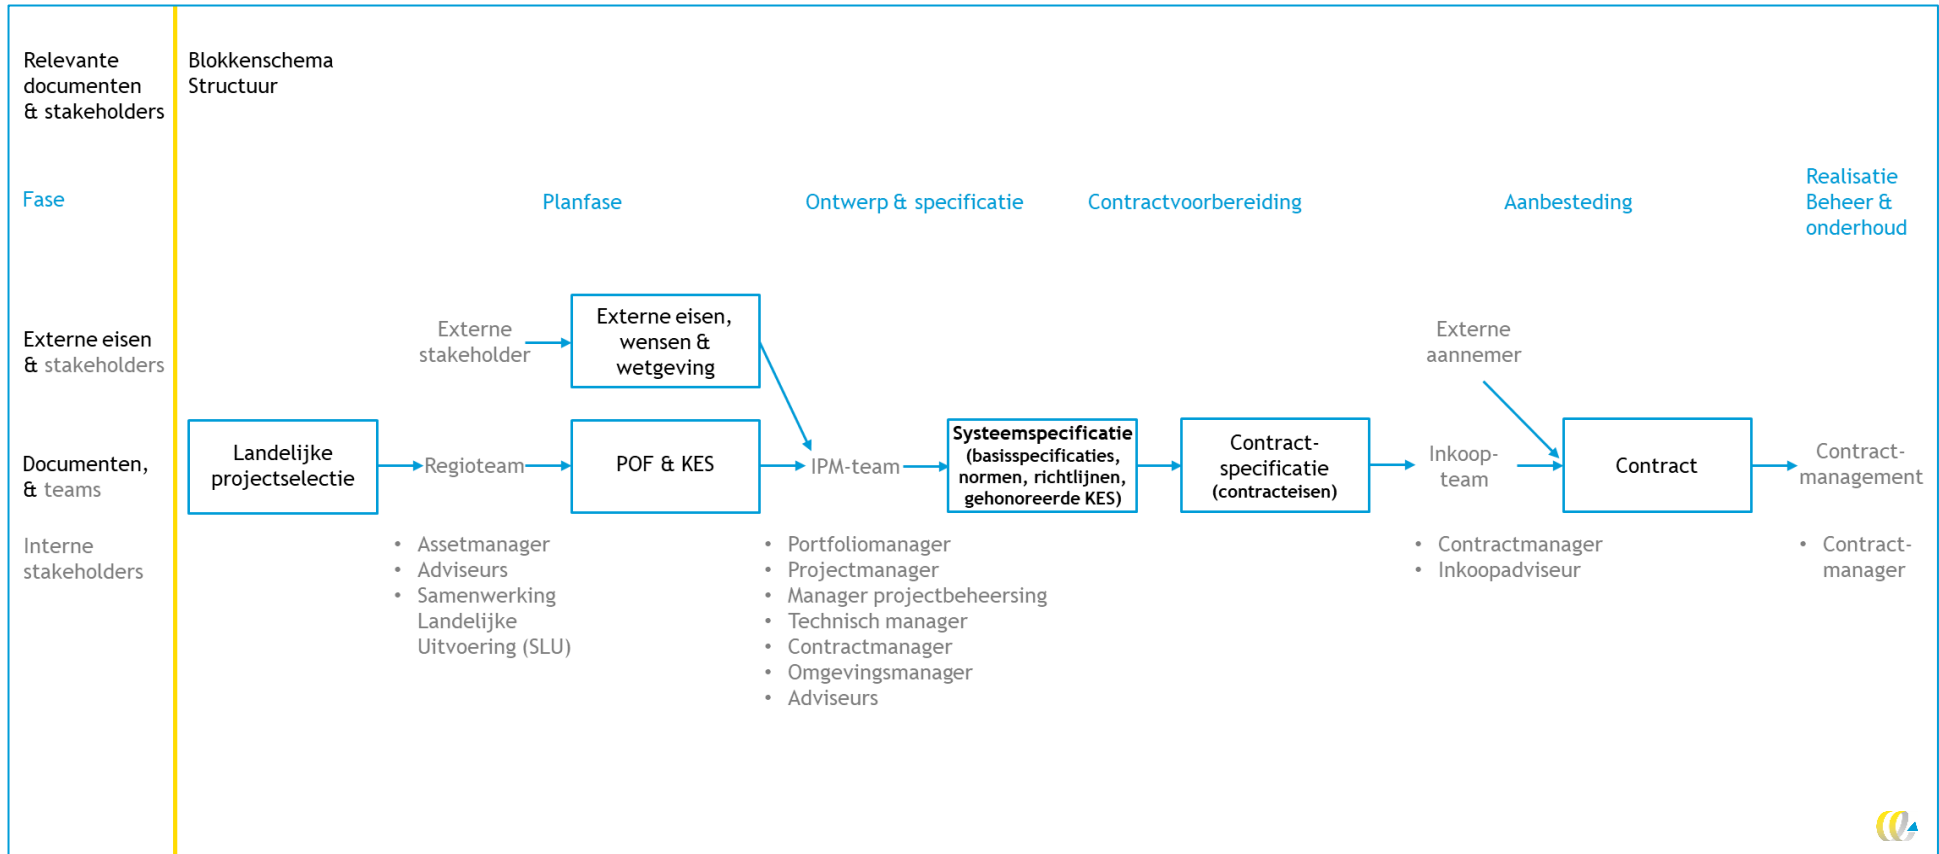 Relevante
documenten
& stakeholders
Blokkenschema
Structuur
Fase
Planfase
Ontwerp & specificatie
Contractvoorbereiding
Aanbesteding
Realisatie
Beheer &
onderhoud
Externe eisen
& stakeholders
Externe
stakeholder
Externe eisen,
wensen &
wetgeving
Externe
aannemer
Documenten,
& teams
Landelijke
projectselectie
Regioteam
POF & KES
IPM-team
Systeemspecificatie
(basisspecificaties,
normen, richtlijnen,
gehonoreerde KES)
Contract-
specificatie
(contracteisen)
Inkoop-
team
Contract
Contract-
management
Interne
stakeholders
• Assetmanager
• Adviseurs
• Samenwerking
Landelijke
Uitvoering (SLU)
• Portfoliomanager
• Projectmanager
• Manager projectbeheersing
• Technisch manager
• Contractmanager
• Omgevingsmanager
• Adviseurs
• Contractmanager
• Inkoopadviseur
• Contract-
manager